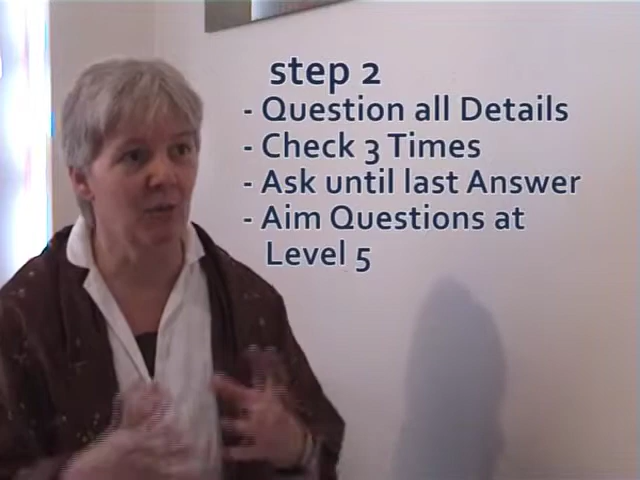 step 2
- Question all Details
- Check 3 Times
- Ask until last Answer
- Aim Questions at
Level 5